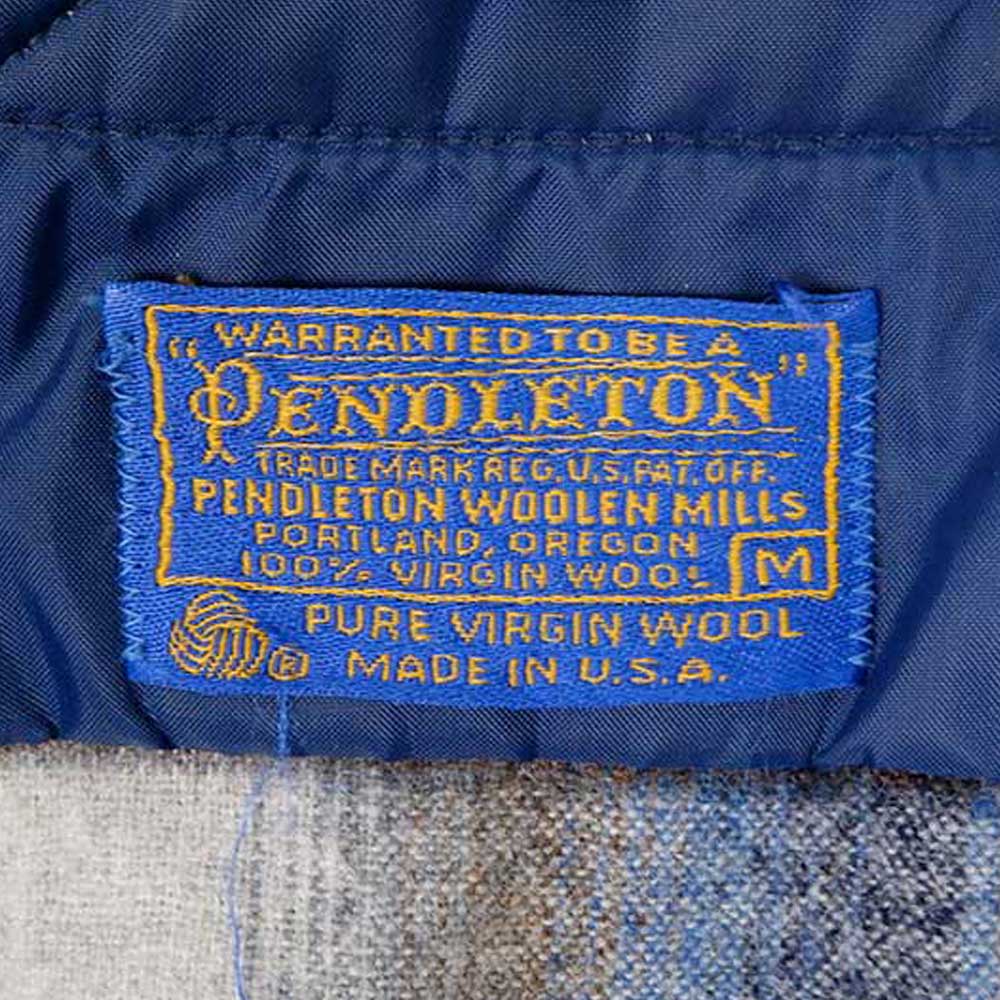 "WARRANTED TO BE A
PENDLETON"
TRADE MARK REG. U.S. PAT. OFF.
PENDLETON WOOLEN MILLS
PORTLAND, OREGON
100% VIRGIN WOOL M
PURE VIRGIN WOOL
® MADE IN U.S.A.